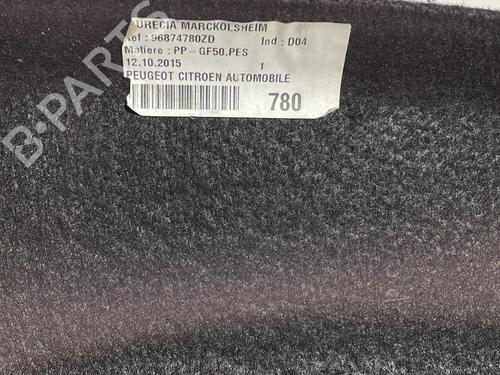 URECIA MARCKOLSHEIM
Ref : 96874780ZD Ind : D04
Matiere : PP - GF50.PES
12.10.2015 1
PEUGEOT CITROEN AUTOMOBILE
780
B-PARTS